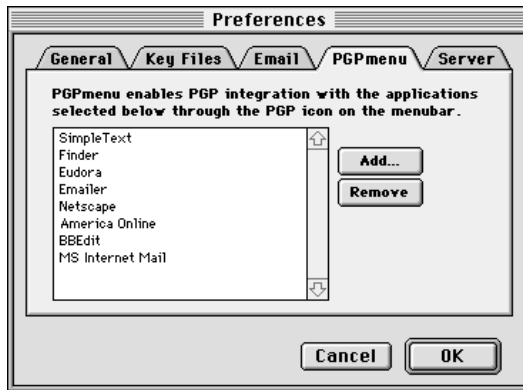 Preferences
General Key Files Email PGPmenu Server
PGPmenu enables PGP integration with the applications
selected below through the PGP icon on the menubar.
SimpleText
Finder
Eudora
Emailer
Netscape
America Online
BBEdit
MS Internet Mail
Add...
Remove
Cancel OK